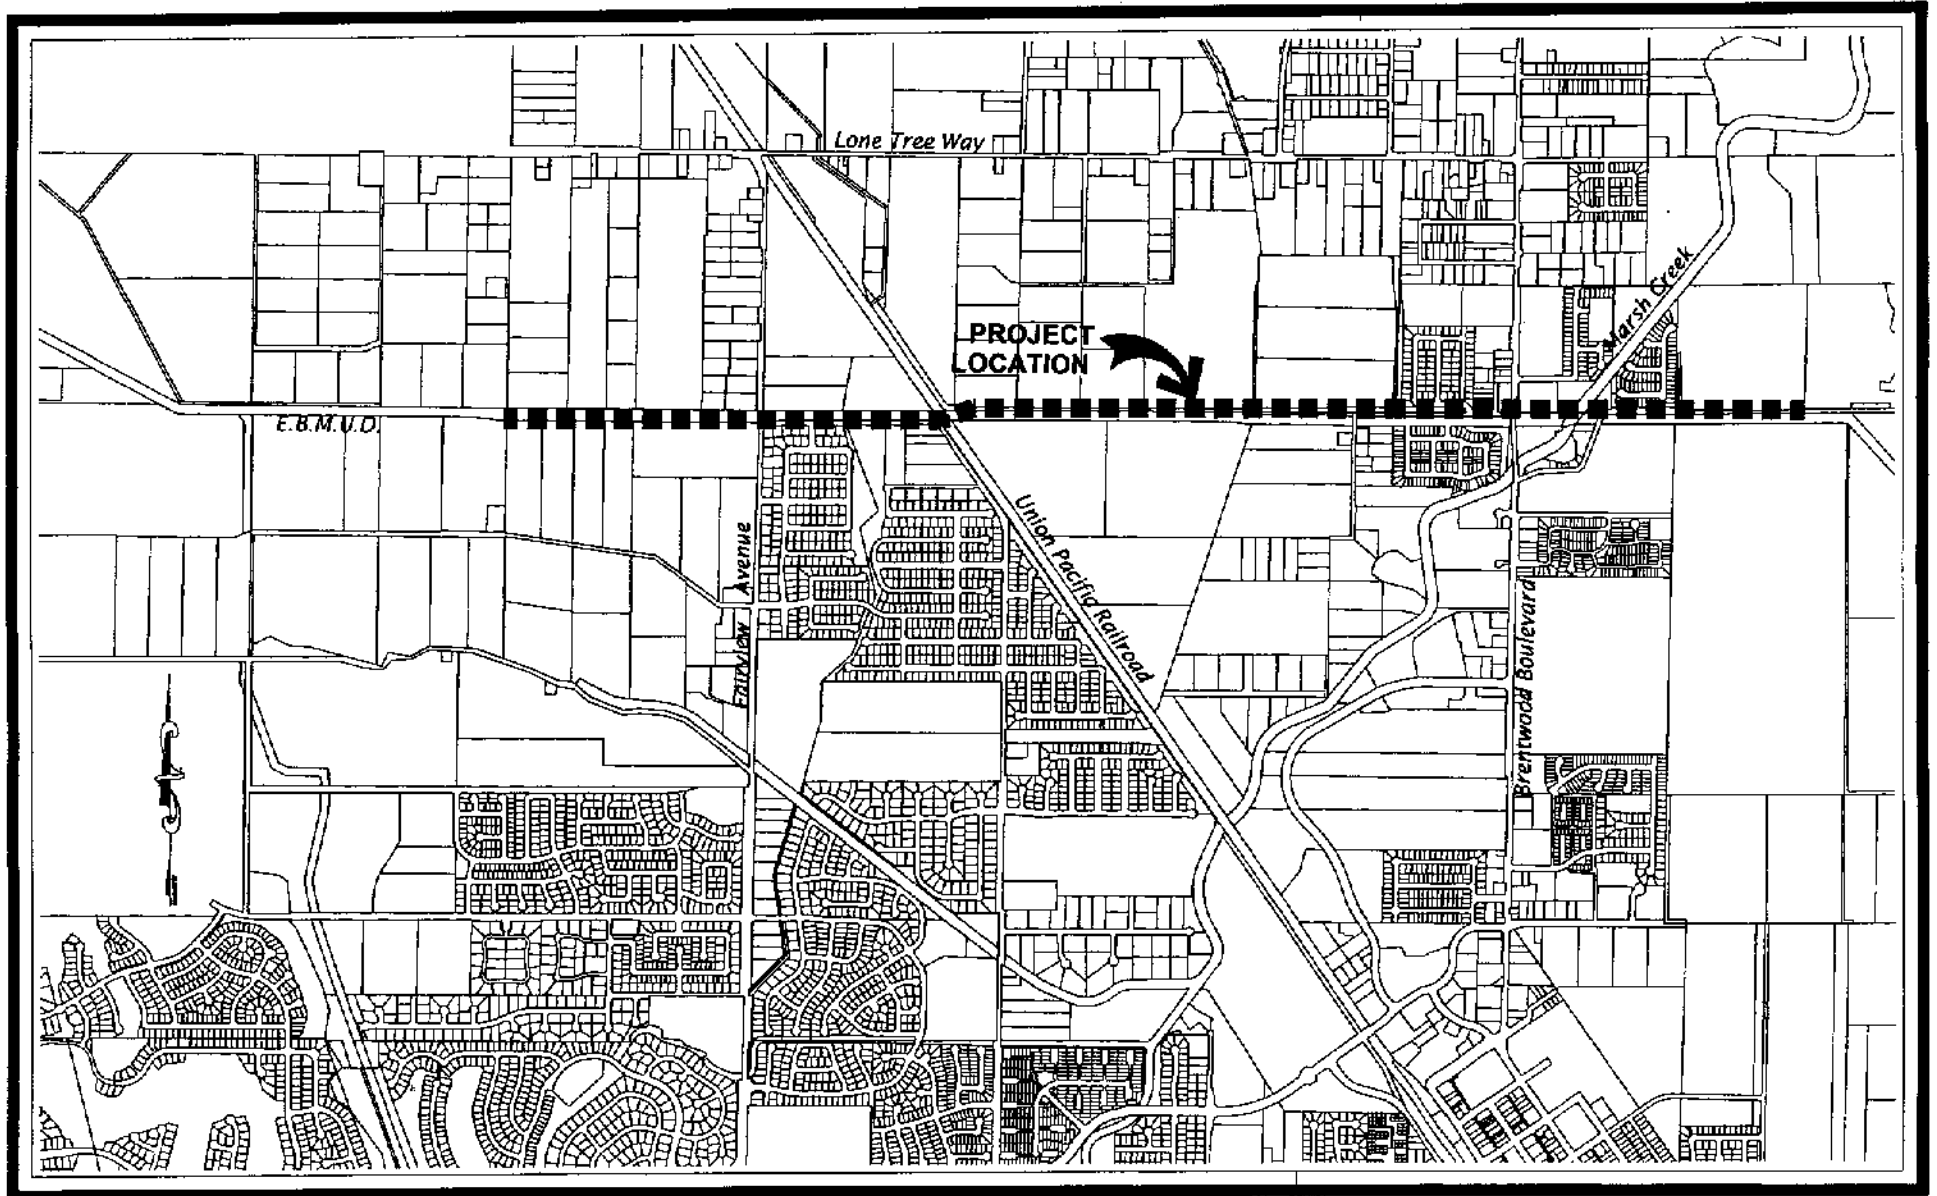 Lone Tree Way
Marsh Creek
PROJECT
LOCATION
E.B.M.U.D.
Union Pacific Railroad
Fairview Avenue
Brentwood Boulevard